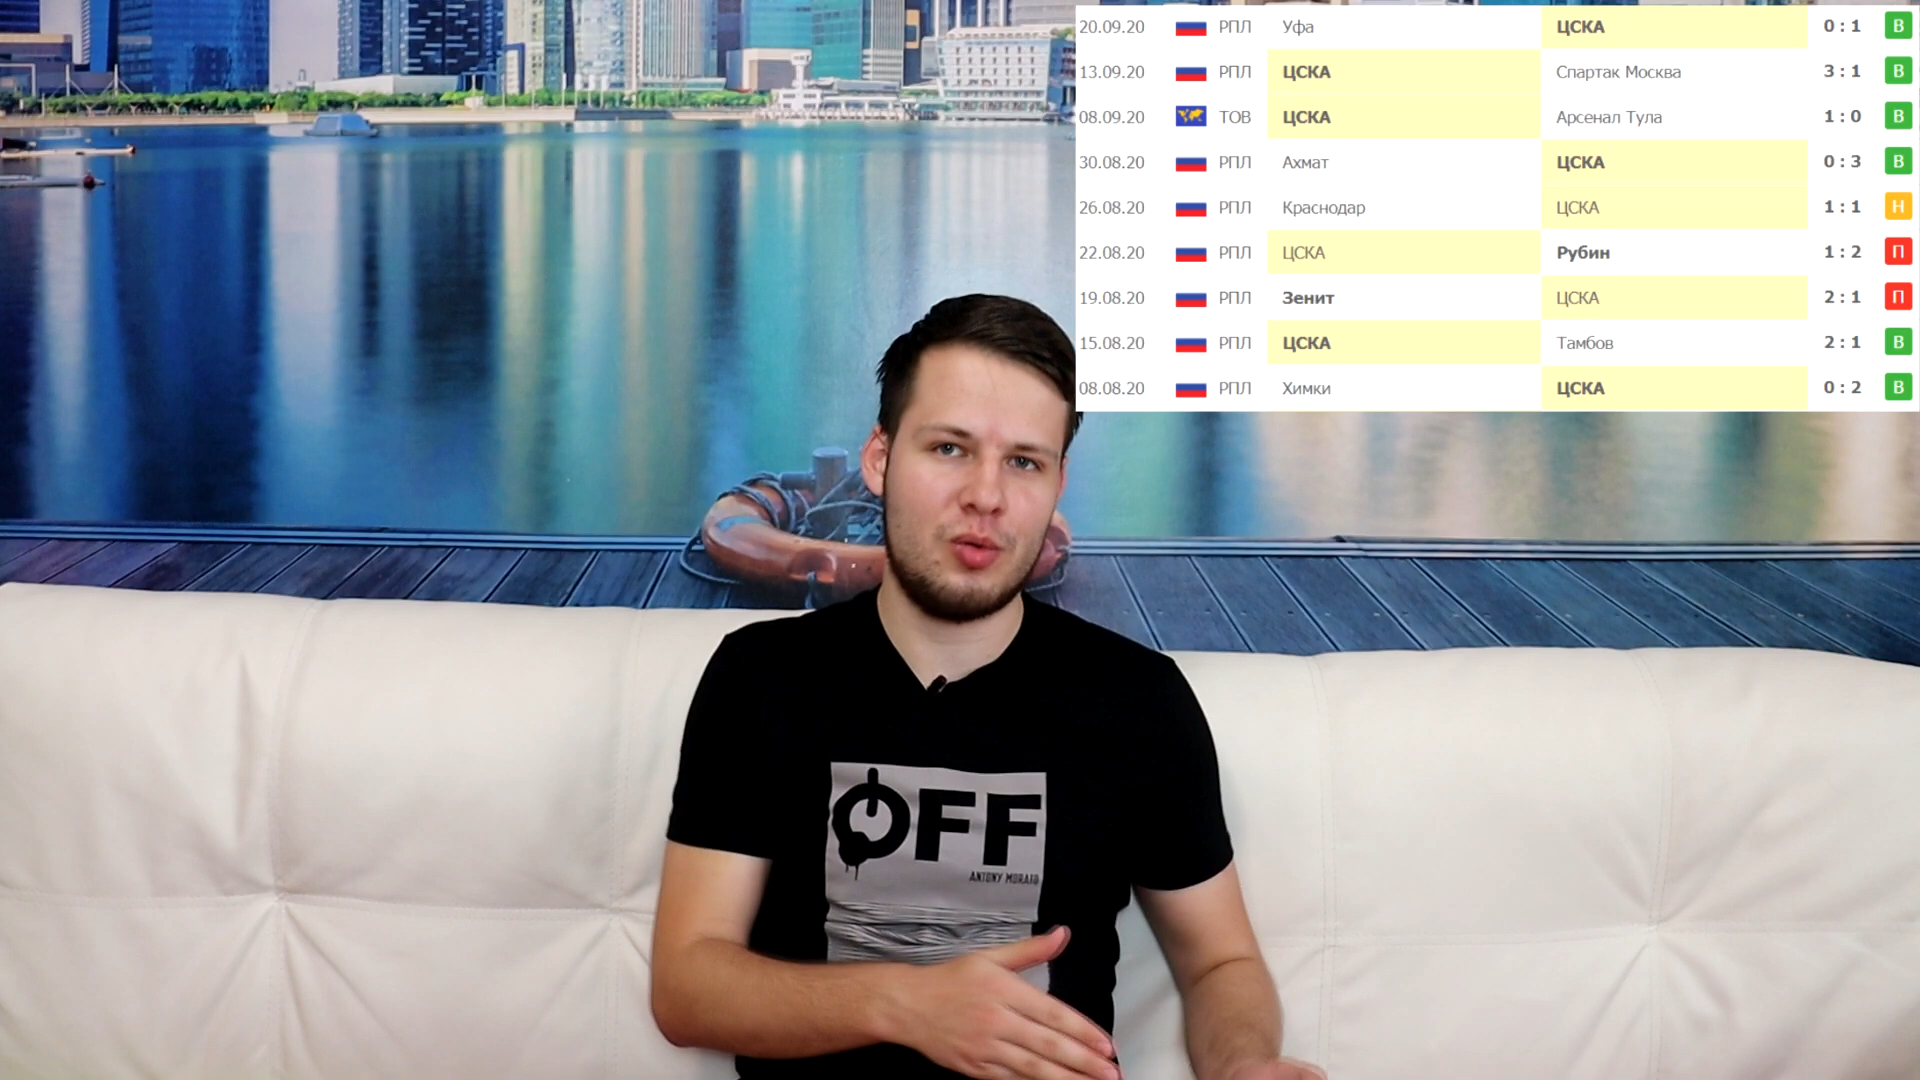 20.09.20 РПЛ Уфа ЦСКА 0 : 1 В
13.09.20 РПЛ ЦСКА Спартак Москва 3 : 1 В
08.09.20 ТОВ ЦСКА Арсенал Тула 1 : 0 В
30.08.20 РПЛ Ахмат ЦСКА 0 : 3 В
26.08.20 РПЛ Краснодар ЦСКА 1 : 1 Н
22.08.20 РПЛ ЦСКА Рубин 1 : 2 П
19.08.20 РПЛ Зенит ЦСКА 2 : 1 П
15.08.20 РПЛ ЦСКА Тамбов 2 : 1 В
08.08.20 РПЛ Химки ЦСКА 0 : 2 В
OFF
ANTONY MORATO